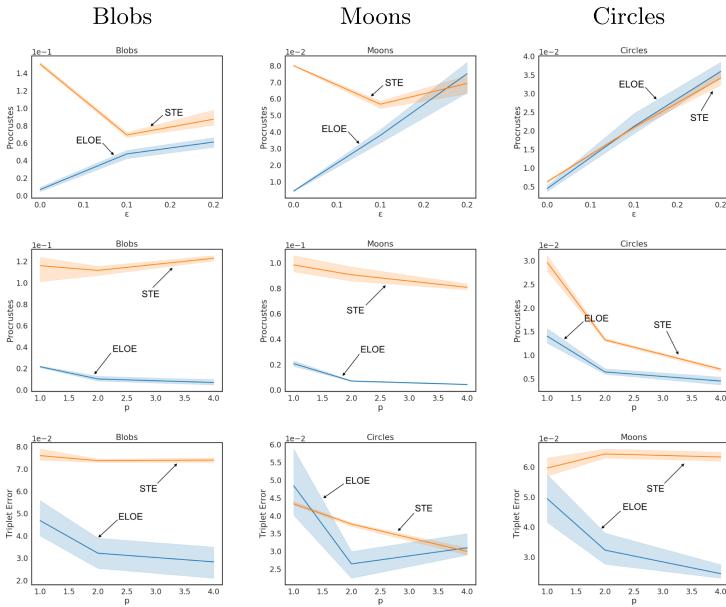 Blobs Moons Circles
Blobs
1e−1
Procrustes
1.4
1.2
1.0
0.8
0.6
0.4
0.2
0.0
STE
ELOE
0.0 0.1 0.1 0.2 0.2
ε
Moons
1e−2
Procrustes
8.0
7.0
6.0
5.0
4.0
3.0
2.0
1.0
STE
ELOE
0.0 0.1 0.1 0.2 0.2
ε
Circles
1e−2
Procrustes
4.0
3.5
3.0
2.5
2.0
1.5
1.0
0.5
ELOE
STE
0.0 0.1 0.1 0.2 0.2
ε
Blobs
1e−1
Procrustes
1.2
1.0
0.8
0.6
0.4
0.2
0.0
STE
ELOE
1.0 1.5 2.0 2.5 3.0 3.5 4.0
p
Moons
1e−1
Procrustes
1.0
0.8
0.6
0.4
0.2
0.0
STE
ELOE
1.0 1.5 2.0 2.5 3.0 3.5 4.0
p
Circles
1e−2
Procrustes
3.0
2.5
2.0
1.5
1.0
0.5
ELOE
STE
1.0 1.5 2.0 2.5 3.0 3.5 4.0
p
Blobs
1e−2
Triplet Error
8.0
7.0
6.0
5.0
4.0
3.0
2.0
STE
ELOE
1.0 1.5 2.0 2.5 3.0 3.5 4.0
p
Circles
1e−2
Triplet Error
6.0
5.5
5.0
4.5
4.0
3.5
3.0
2.5
ELOE
STE
1.0 1.5 2.0 2.5 3.0 3.5 4.0
p
Moons
1e−2
Triplet Error
6.0
5.0
4.0
3.0
STE
ELOE
1.0 1.5 2.0 2.5 3.0 3.5 4.0
p